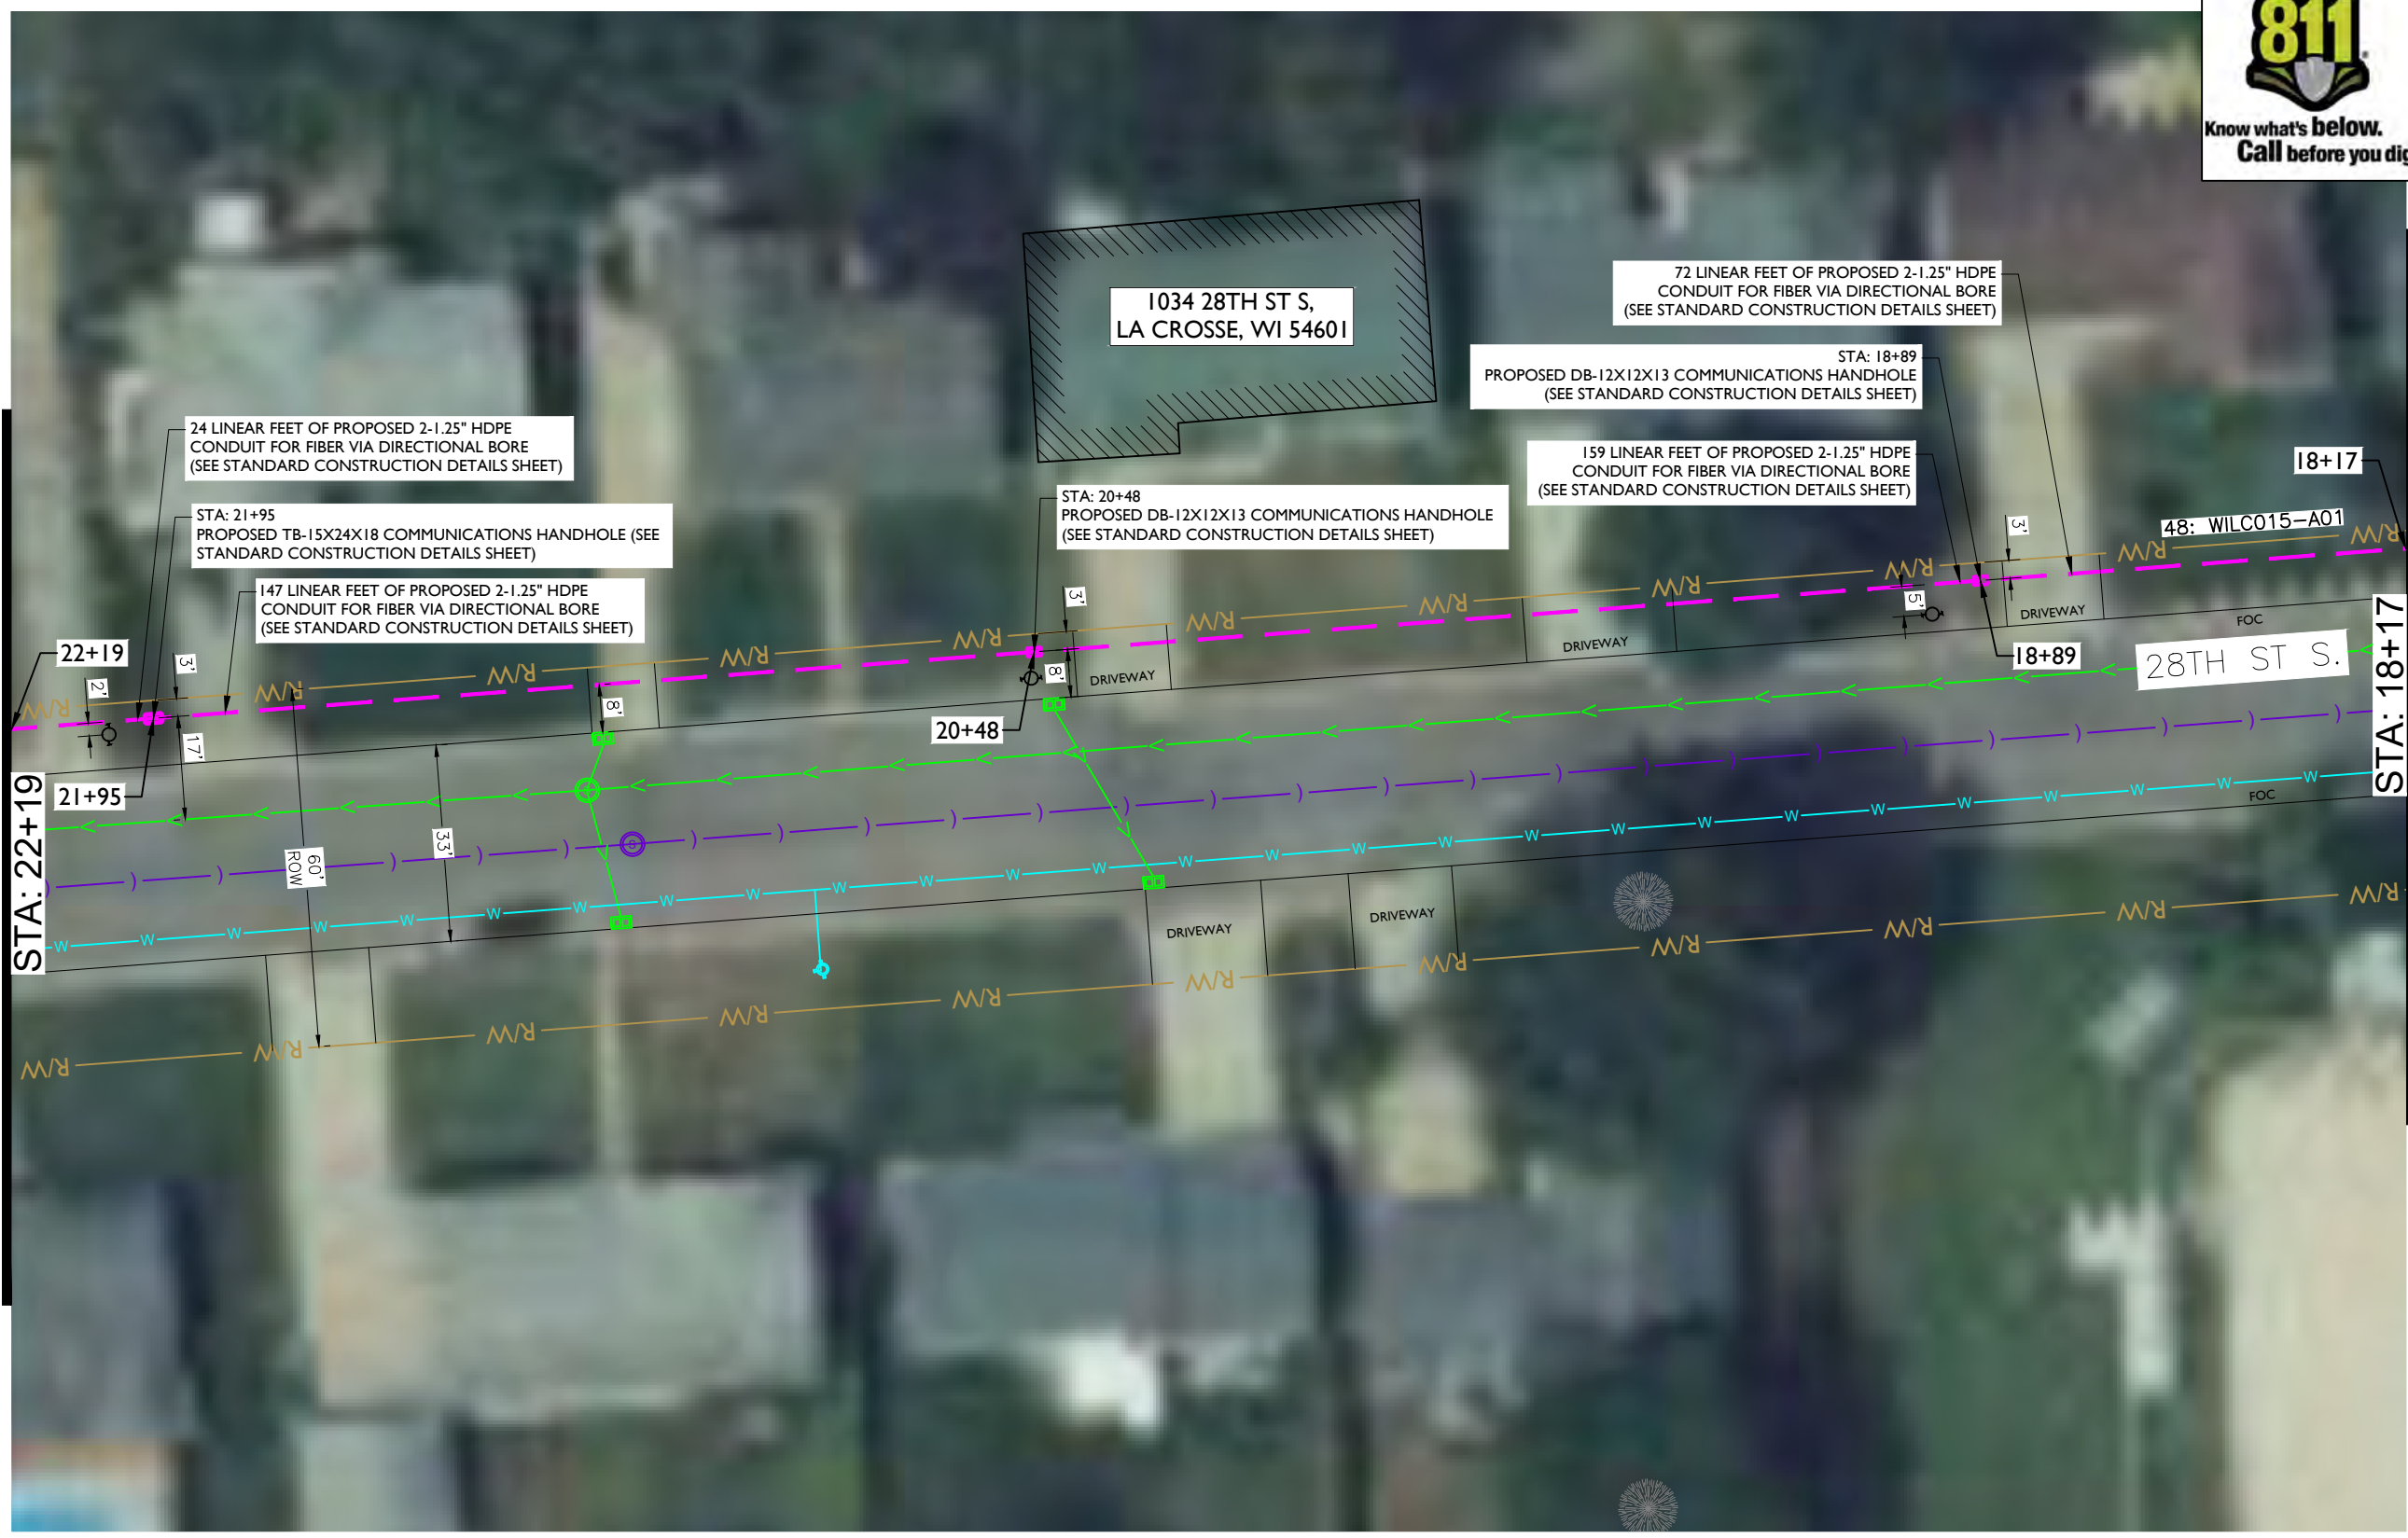 811
Know what's below.
Call before you dig
1034 28TH ST S,
LA CROSSE, WI 54601
72 LINEAR FEET OF PROPOSED 2-1.25" HDPE
CONDUIT FOR FIBER VIA DIRECTIONAL BORE
(SEE STANDARD CONSTRUCTION DETAILS SHEET)
STA: 18+89
PROPOSED DB-12X12X13 COMMUNICATIONS HANDHOLE
(SEE STANDARD CONSTRUCTION DETAILS SHEET)
159 LINEAR FEET OF PROPOSED 2-1.25" HDPE
CONDUIT FOR FIBER VIA DIRECTIONAL BORE
(SEE STANDARD CONSTRUCTION DETAILS SHEET)
18+17
24 LINEAR FEET OF PROPOSED 2-1.25" HDPE
CONDUIT FOR FIBER VIA DIRECTIONAL BORE
(SEE STANDARD CONSTRUCTION DETAILS SHEET)
STA: 21+95
PROPOSED TB-15X24X18 COMMUNICATIONS HANDHOLE (SEE
STANDARD CONSTRUCTION DETAILS SHEET)
147 LINEAR FEET OF PROPOSED 2-1.25" HDPE
CONDUIT FOR FIBER VIA DIRECTIONAL BORE
(SEE STANDARD CONSTRUCTION DETAILS SHEET)
STA: 20+48
PROPOSED DB-12X12X13 COMMUNICATIONS HANDHOLE
(SEE STANDARD CONSTRUCTION DETAILS SHEET)
48: WILC015-A01
R/W R/W R/W R/W R/W R/W R/W R/W R/W R/W R/W
3'
3'
5'
3'
2'
8'
8'
17'
22+19
21+95
20+48
18+89
DRIVEWAY
DRIVEWAY
DRIVEWAY
FOC
28TH ST S.
STA: 18+17
STA: 22+19
33'
60'
ROW
W W W W W W W W W W W W W W W W W W W W W W W W W W W
S
FOC
DRIVEWAY
DRIVEWAY
R/W R/W R/W R/W R/W R/W R/W R/W R/W R/W R/W